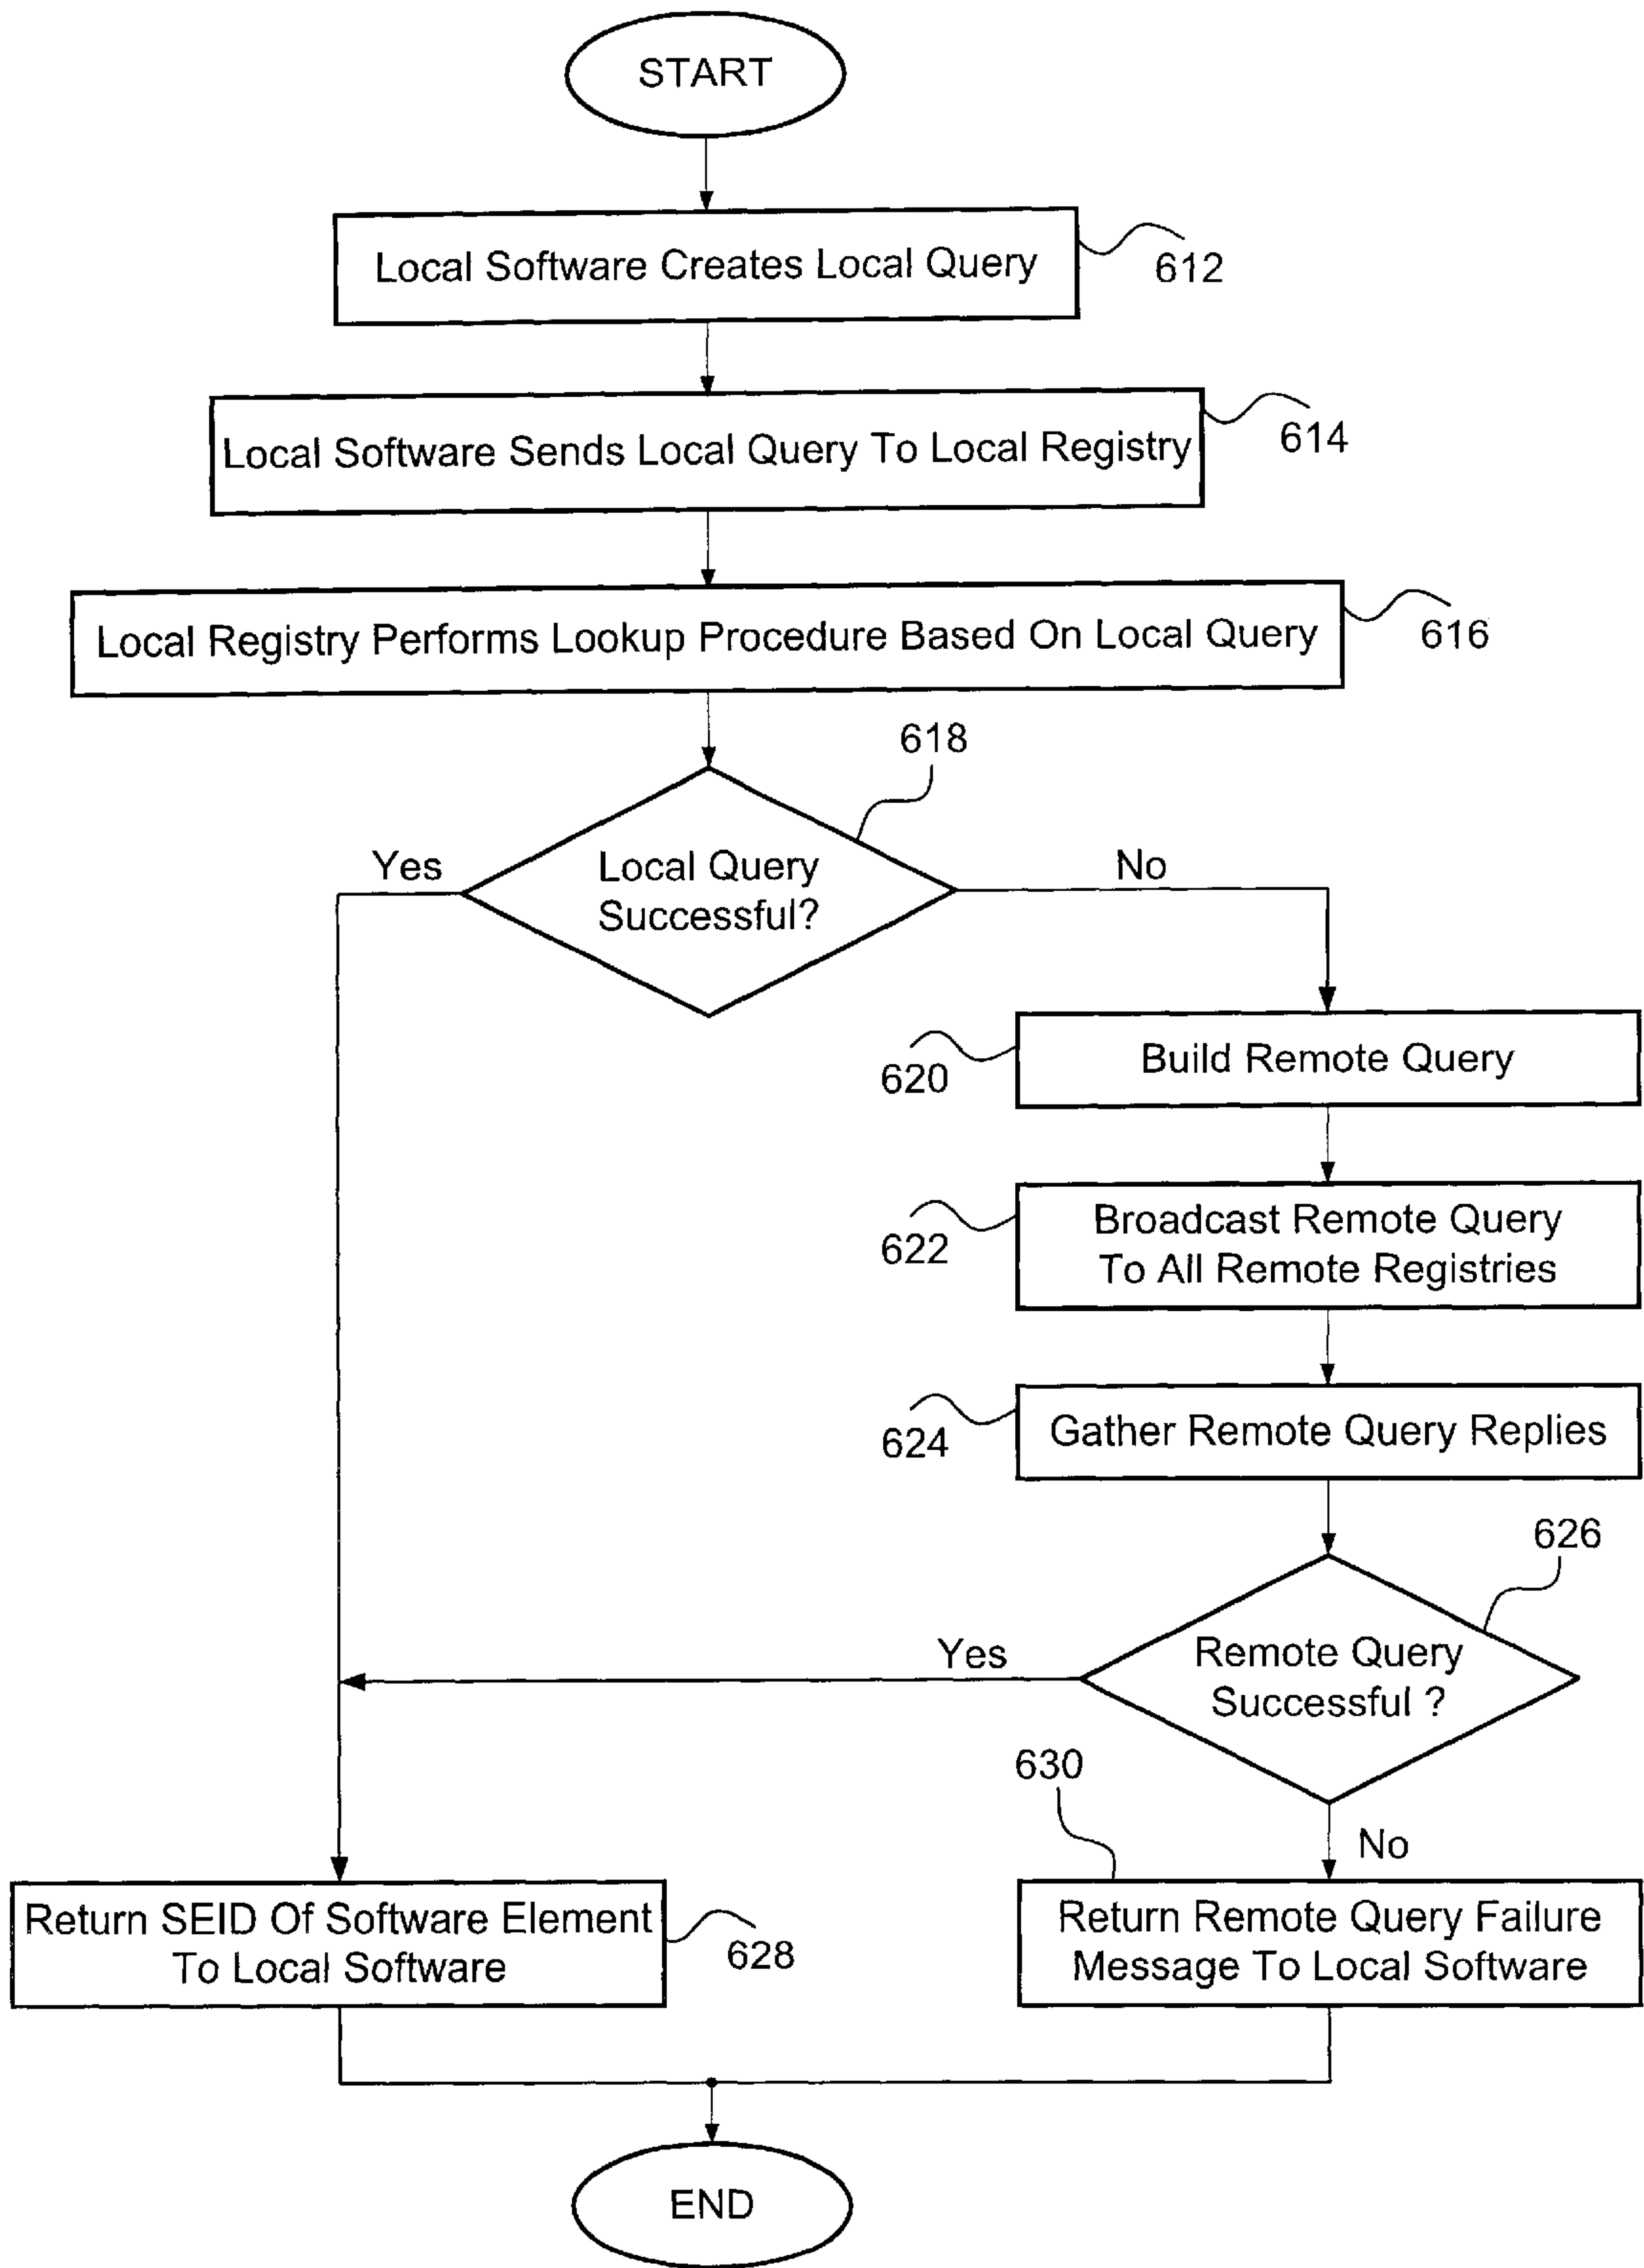 START
Local Software Creates Local Query
612
Local Software Sends Local Query To Local Registry
614
Local Registry Performs Lookup Procedure Based On Local Query
616
618
Yes
Local Query
Successful?
No
620
Build Remote Query
622
Broadcast Remote Query
To All Remote Registries
624
Gather Remote Query Replies
626
Yes
Remote Query
Successful ?
630
No
Return SEID Of Software Element
To Local Software
628
Return Remote Query Failure
Message To Local Software
END